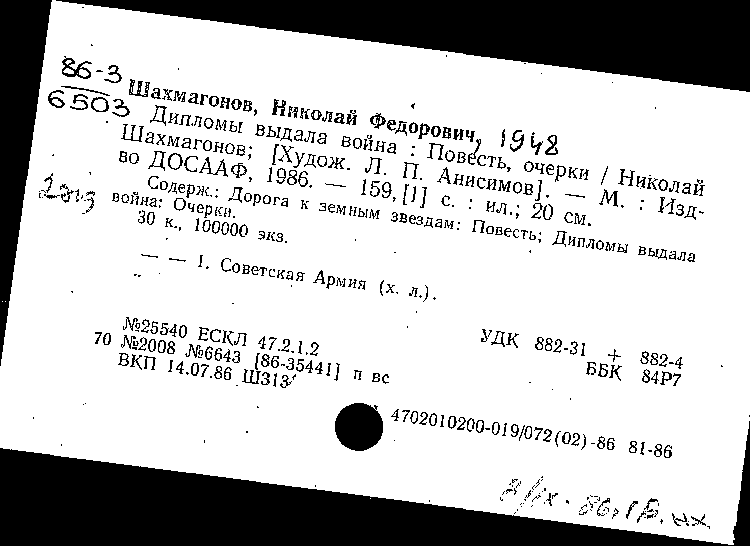 86-3
6503
Шахмагонов, Николай Федорович, 1948
Дипломы выдала война : Повесть, очерки / Николай
Шахмагонов; [Худож. Л. П. Анисимов]. — М. : Изд-
во ДОСААФ, 1986. — 159, [1] с. : ил.; 20 см.
Содерж.: Дорога к земным звездам: Повесть; Дипломы выдала
война: Очерки.
30 к., 100000 экз.
— — 1. Советская Армия (х. л.).
УДК 882-31 + 882-4
ББК 84Р7
№25540 ЕСКЛ 47.2.1.2
70 №2008 №6643 [86-35441] п вс
ВКП 14.07.86 Ш313
4702010200-019/072(02)-86 81-86